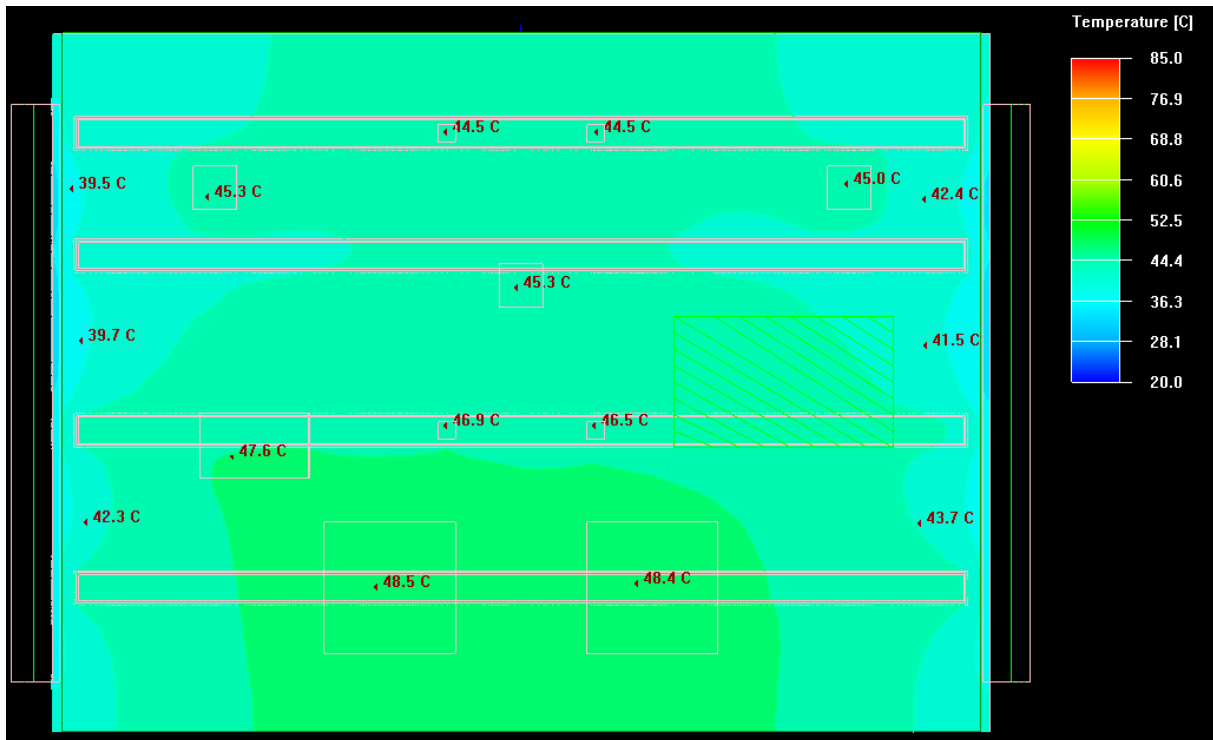 Temperature [C]
85.0
76.9
68.8
60.6
52.5
44.4
36.3
28.1
20.0
44.5 C
44.5 C
39.5 C
45.3 C
45.0 C
42.4 C
45.3 C
39.7 C
41.5 C
46.9 C
46.5 C
47.6 C
42.3 C
43.7 C
48.5 C
48.4 C